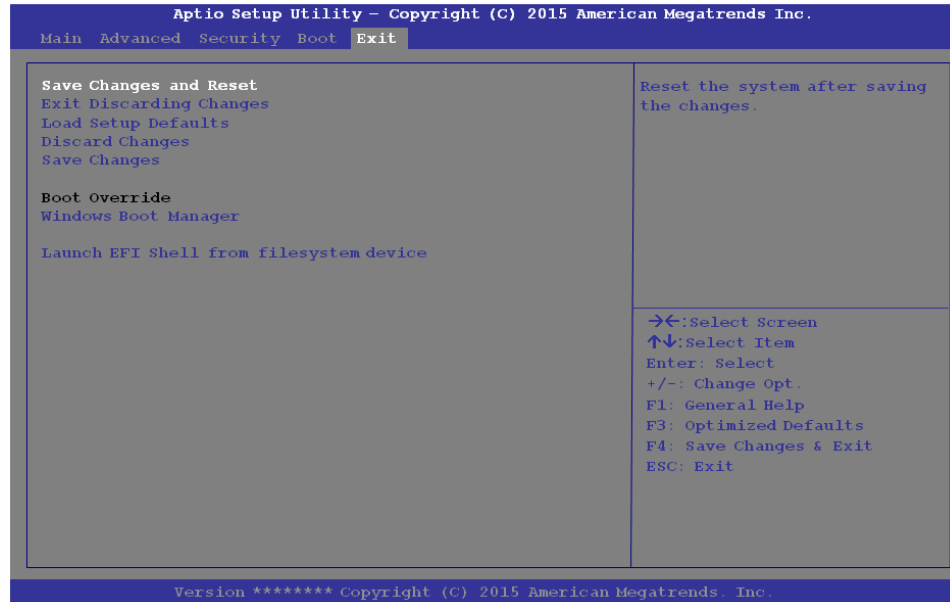 Aptio Setup Utility – Copyright (C) 2015 American Megatrends Inc.
Main Advanced Security Boot Exit
Save Changes and Reset
Exit Discarding Changes
Load Setup Defaults
Discard Changes
Save Changes
Boot Override
Windows Boot Manager
Launch EFI Shell from filesystem device
Reset the system after saving
the changes.
→←:Select Screen
↑↓:Select Item
Enter: Select
+/-: Change Opt.
F1: General Help
F3: Optimized Defaults
F4: Save Changes & Exit
ESC: Exit
Version ******** Copyright (C) 2015 American Megatrends. Inc.